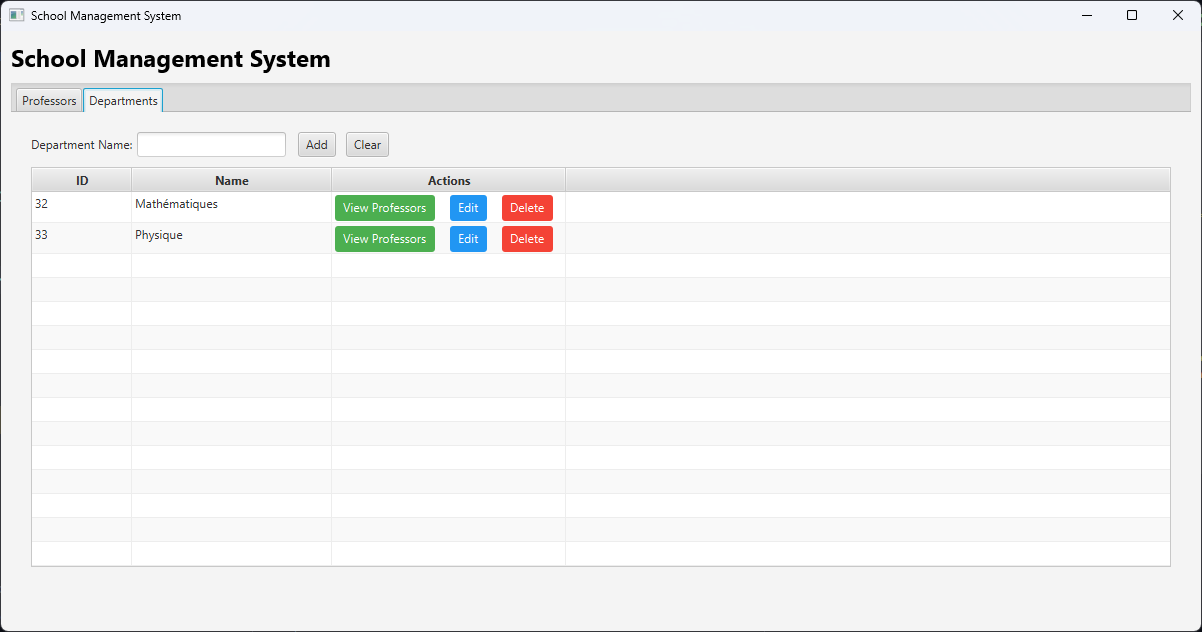 School Management System
School Management System
Professors Departments
Department Name: Add Clear
ID Name Actions
32 Mathématiques View Professors Edit Delete
33 Physique View Professors Edit Delete